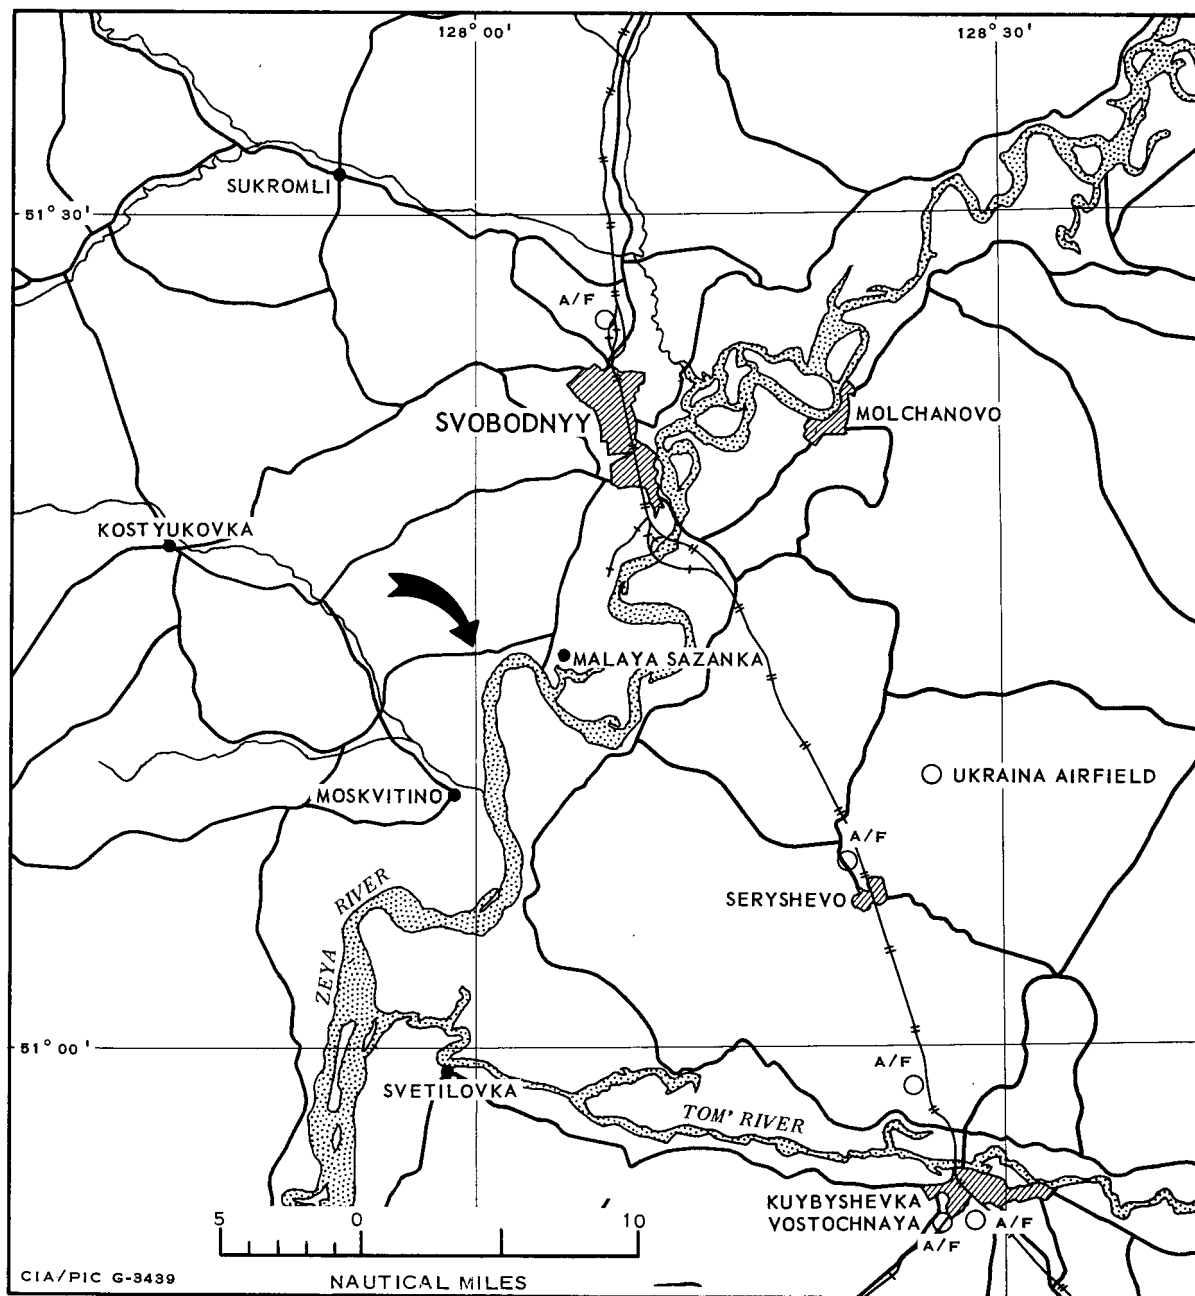 128° 00'
128° 30'
SUKROMLI
51° 30'
A/F
SVOBODNYY
MOLCHANOVO
KOSTYUKOVKA
MALAYA SAZANKA
UKRAINA AIRFIELD
MOSKVITINO
A/F
SERYSHEVO
ZEYA RIVER
51° 00'
A/F
SVETILOVKA
TOM' RIVER
KUYBYSHEVKA
VOSTOCHNAYA
A/F
A/F
5 0 10
NAUTICAL MILES
CIA/PIC G-3439